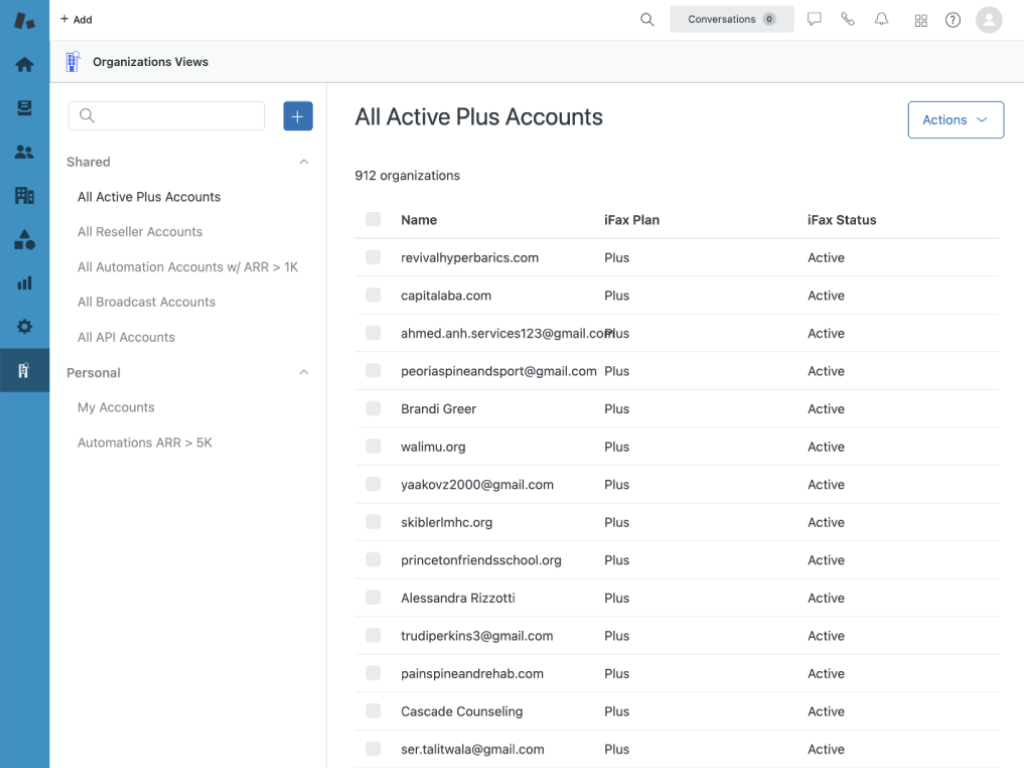 + Add
Conversations 0
Organizations Views
Shared
All Active Plus Accounts
All Reseller Accounts
All Automation Accounts w/ ARR > 1K
All Broadcast Accounts
All API Accounts
Personal
My Accounts
Automations ARR > 5K
All Active Plus Accounts
Actions
912 organizations
Name iFax Plan iFax Status
revivalhyperbarics.com Plus Active
capitalaba.com Plus Active
ahmed.anh.services123@gmail.com Plus Active
peoriaspineandsport@gmail.com Plus Active
Brandi Greer Plus Active
walimu.org Plus Active
yaakovz2000@gmail.com Plus Active
skiblerlmhc.org Plus Active
princetonfriendsschool.org Plus Active
Alessandra Rizzotti Plus Active
trudiperkins3@gmail.com Plus Active
painspineandrehab.com Plus Active
Cascade Counseling Plus Active
ser.talitwala@gmail.com Plus Active